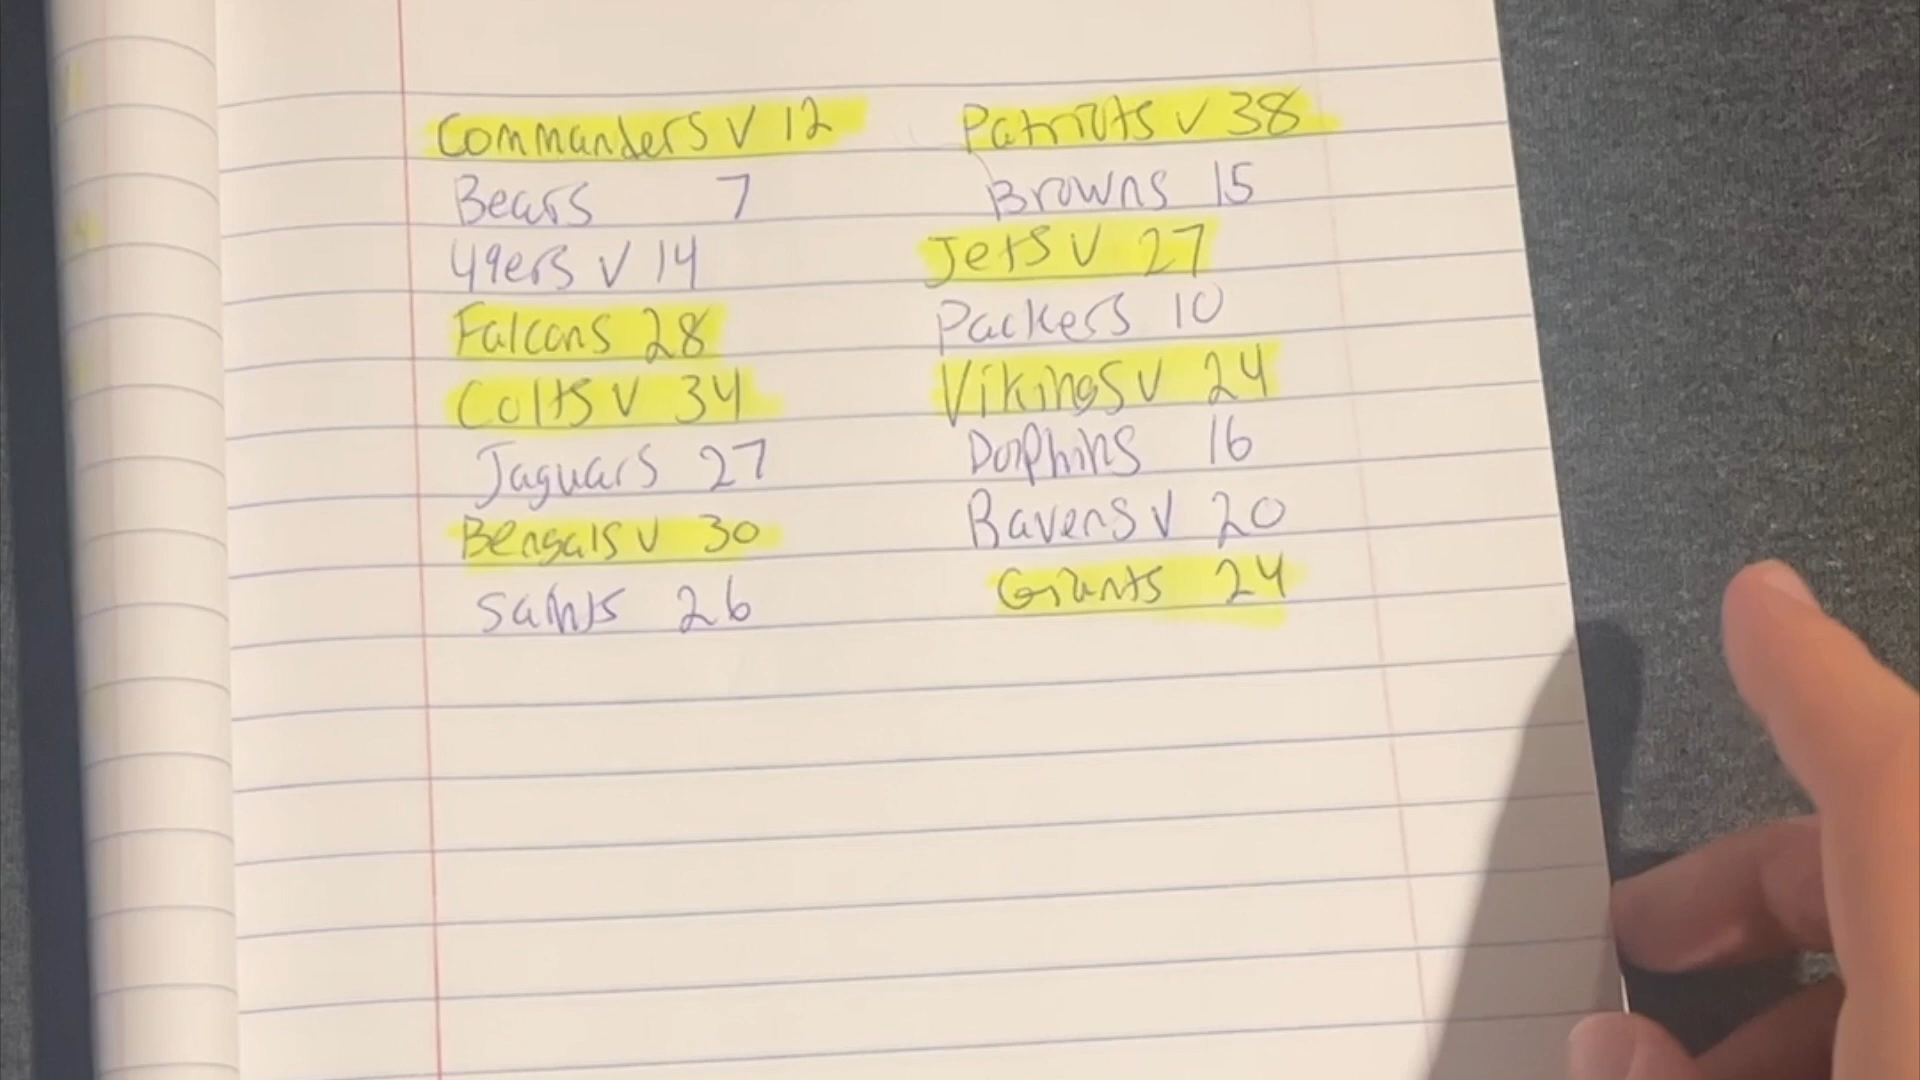 Commanders v 12
Bears 7
49ers v 14
Falcons 28
Colts v 34
Jaguars 27
Bengals v 30
Saints 26
Patriots v 38
Browns 15
Jets v 27
Packers 10
Vikings v 24
Dolphins 16
Ravens v 20
Giants 24